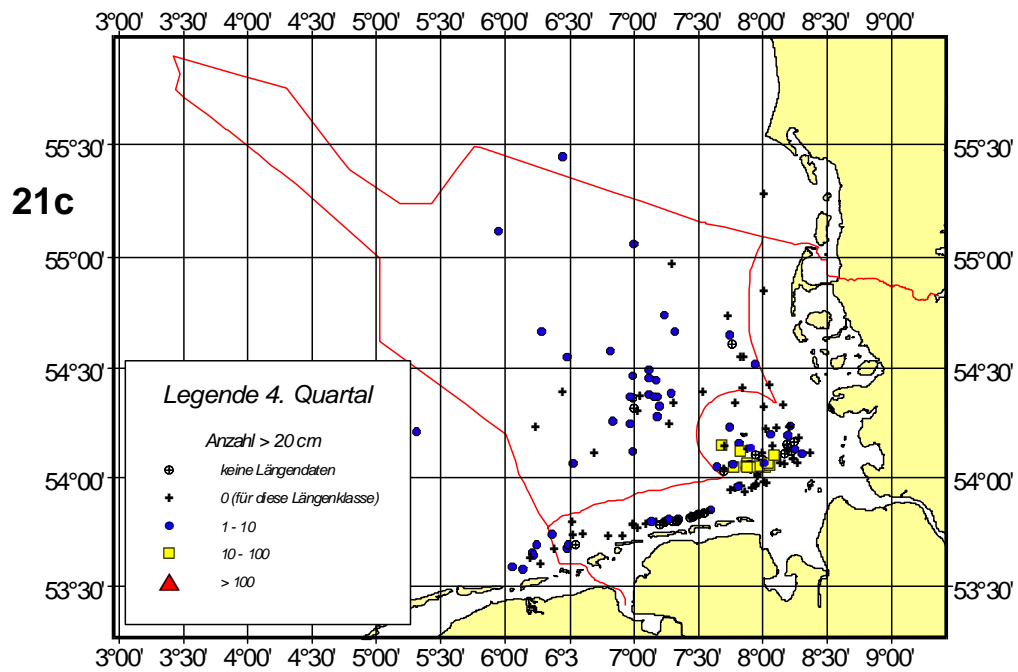 3°00' 3°30' 4°00' 4°30' 5°00' 5°30' 6°00' 6°3 7°00' 7°30' 8°00' 8°30' 9°00'
55°30' 55°30'
21c
55°00' 55°00'
54°30' 54°30'
Legende 4. Quartal
Anzahl > 20 cm
keine Längendaten
0 (für diese Längenklasse)
1 - 10
10 - 100
> 100
54°00' 54°00'
53°30' 53°30'
3°00' 3°30' 4°00' 4°30' 5°00' 5°30' 6°00' 6°3 7°00' 7°30' 8°00' 8°30' 9°00'